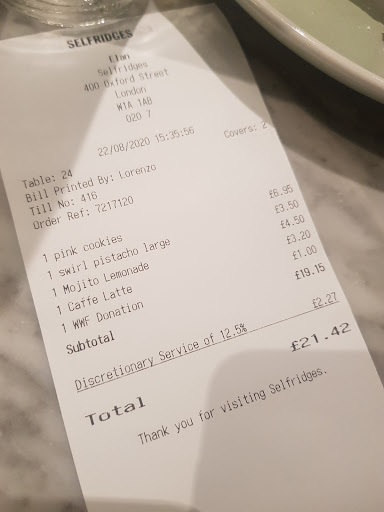 SELFRIDGES
Elan
Selfridges
400 Oxford Street
London
W1A 1AB
020 7
22/08/2020 15:35:56
Table: 24 Covers: 2
Bill Printed By: Lorenzo
Till No: 416
Order Ref: 7217120
1 pink cookies £6.95
1 swirl pistacho large £3.50
1 Mojito Lemonade £4.50
1 Caffe Latte £3.20
1 WWF Donation £1.00
Subtotal £19.15
Discretionary Service of 12.5% £2.27
Total £21.42
Thank you for visiting Selfridges.